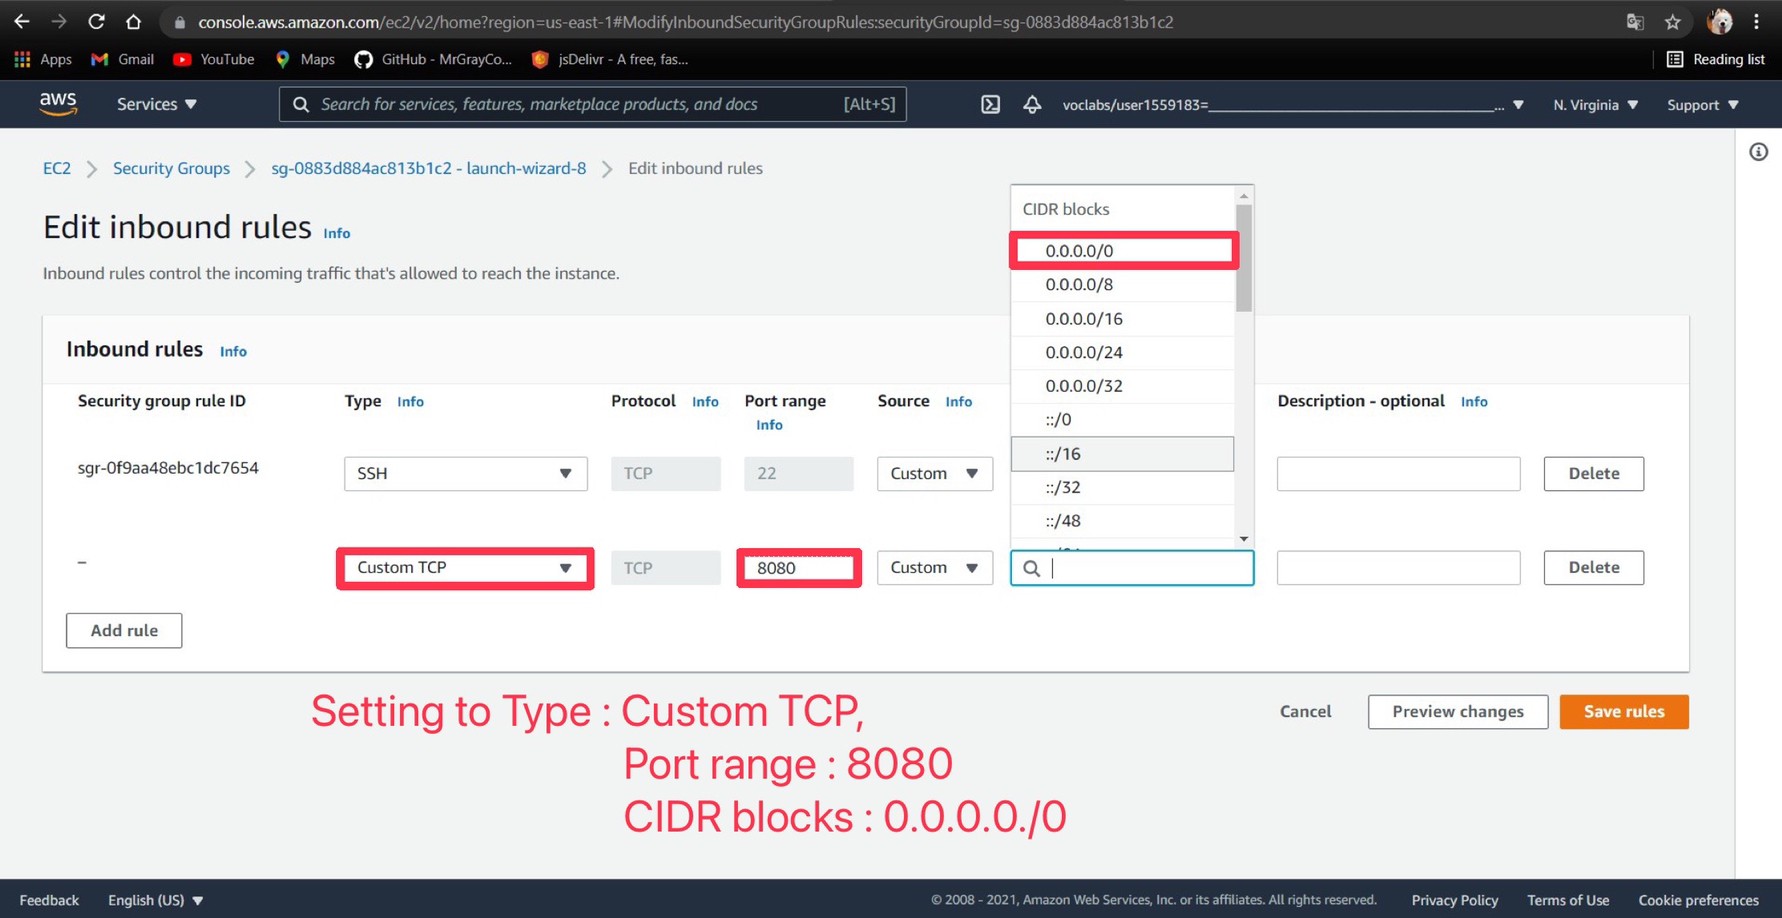 console.aws.amazon.com/ec2/v2/home?region=us-east-1#ModifyInboundSecurityGroupRules:securityGroupId=sg-0883d884ac813b1c2
Apps Gmail YouTube Maps GitHub - MrGrayCo... jsDelivr - A free, fas... Reading list
aws Services Search for services, features, marketplace products, and docs [Alt+S] voclabs/user1559183=______________________________... N. Virginia Support
EC2 Security Groups sg-0883d884ac813b1c2 - launch-wizard-8 Edit inbound rules
Edit inbound rules Info
Inbound rules control the incoming traffic that's allowed to reach the instance.
CIDR blocks
0.0.0.0/0
0.0.0.0/8
0.0.0.0/16
0.0.0.0/24
0.0.0.0/32
::/0
::/16
::/32
::/48
Inbound rules Info
Security group rule ID Type Info Protocol Info Port range Info Source Info Description - optional Info
sgr-0f9aa48ebc1dc7654 SSH TCP 22 Custom Delete
– Custom TCP TCP 8080 Custom Delete
Add rule
Cancel Preview changes Save rules
Setting to Type : Custom TCP,
Port range : 8080
CIDR blocks : 0.0.0.0./0
Feedback English (US) © 2008 - 2021, Amazon Web Services, Inc. or its affiliates. All rights reserved. Privacy Policy Terms of Use Cookie preferences